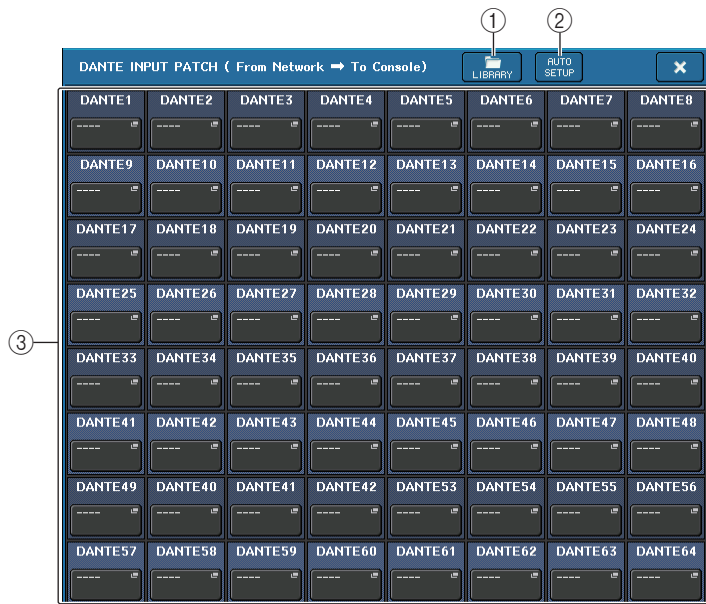 ① ②
DANTE INPUT PATCH ( From Network ➡ To Console) LIBRARY AUTO SETUP ×
DANTE1 DANTE2 DANTE3 DANTE4 DANTE5 DANTE6 DANTE7 DANTE8
---- ---- ---- ---- ---- ---- ---- ----
DANTE9 DANTE10 DANTE11 DANTE12 DANTE13 DANTE14 DANTE15 DANTE16
---- ---- ---- ---- ---- ---- ---- ----
DANTE17 DANTE18 DANTE19 DANTE20 DANTE21 DANTE22 DANTE23 DANTE24
---- ---- ---- ---- ---- ---- ---- ----
DANTE25 DANTE26 DANTE27 DANTE28 DANTE29 DANTE30 DANTE31 DANTE32
---- ---- ---- ---- ---- ---- ---- ----
③
DANTE33 DANTE34 DANTE35 DANTE36 DANTE37 DANTE38 DANTE39 DANTE40
---- ---- ---- ---- ---- ---- ---- ----
DANTE41 DANTE42 DANTE43 DANTE44 DANTE45 DANTE46 DANTE47 DANTE48
---- ---- ---- ---- ---- ---- ---- ----
DANTE49 DANTE40 DANTE41 DANTE42 DANTE53 DANTE54 DANTE55 DANTE56
---- ---- ---- ---- ---- ---- ---- ----
DANTE57 DANTE58 DANTE59 DANTE60 DANTE61 DANTE62 DANTE63 DANTE64
---- ---- ---- ---- ---- ---- ---- ----